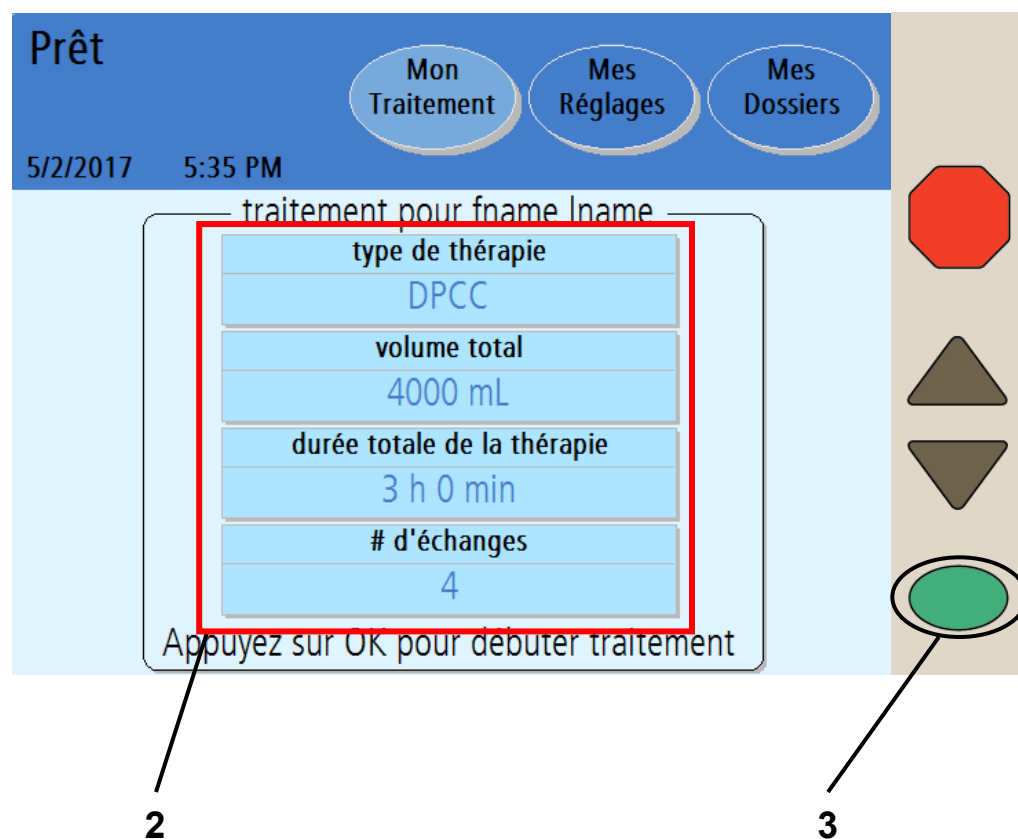 Prêt
Mon
Traitement
Mes
Réglages
Mes
Dossiers
5/2/2017 5:35 PM
traitement pour fname lname
type de thérapie
DPCC
volume total
4000 mL
durée totale de la thérapie
3 h 0 min
# d'échanges
4
Appuyez sur OK pour débuter traitement
2
3